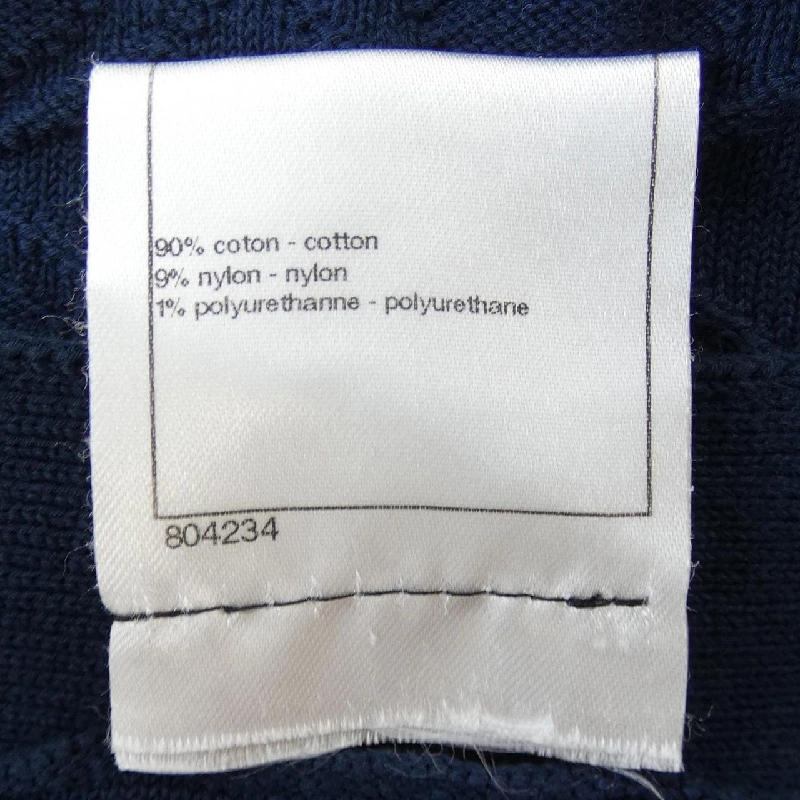 90% coton - cotton
9% nylon - nylon
1% polyurethanne - polyurethane
804234